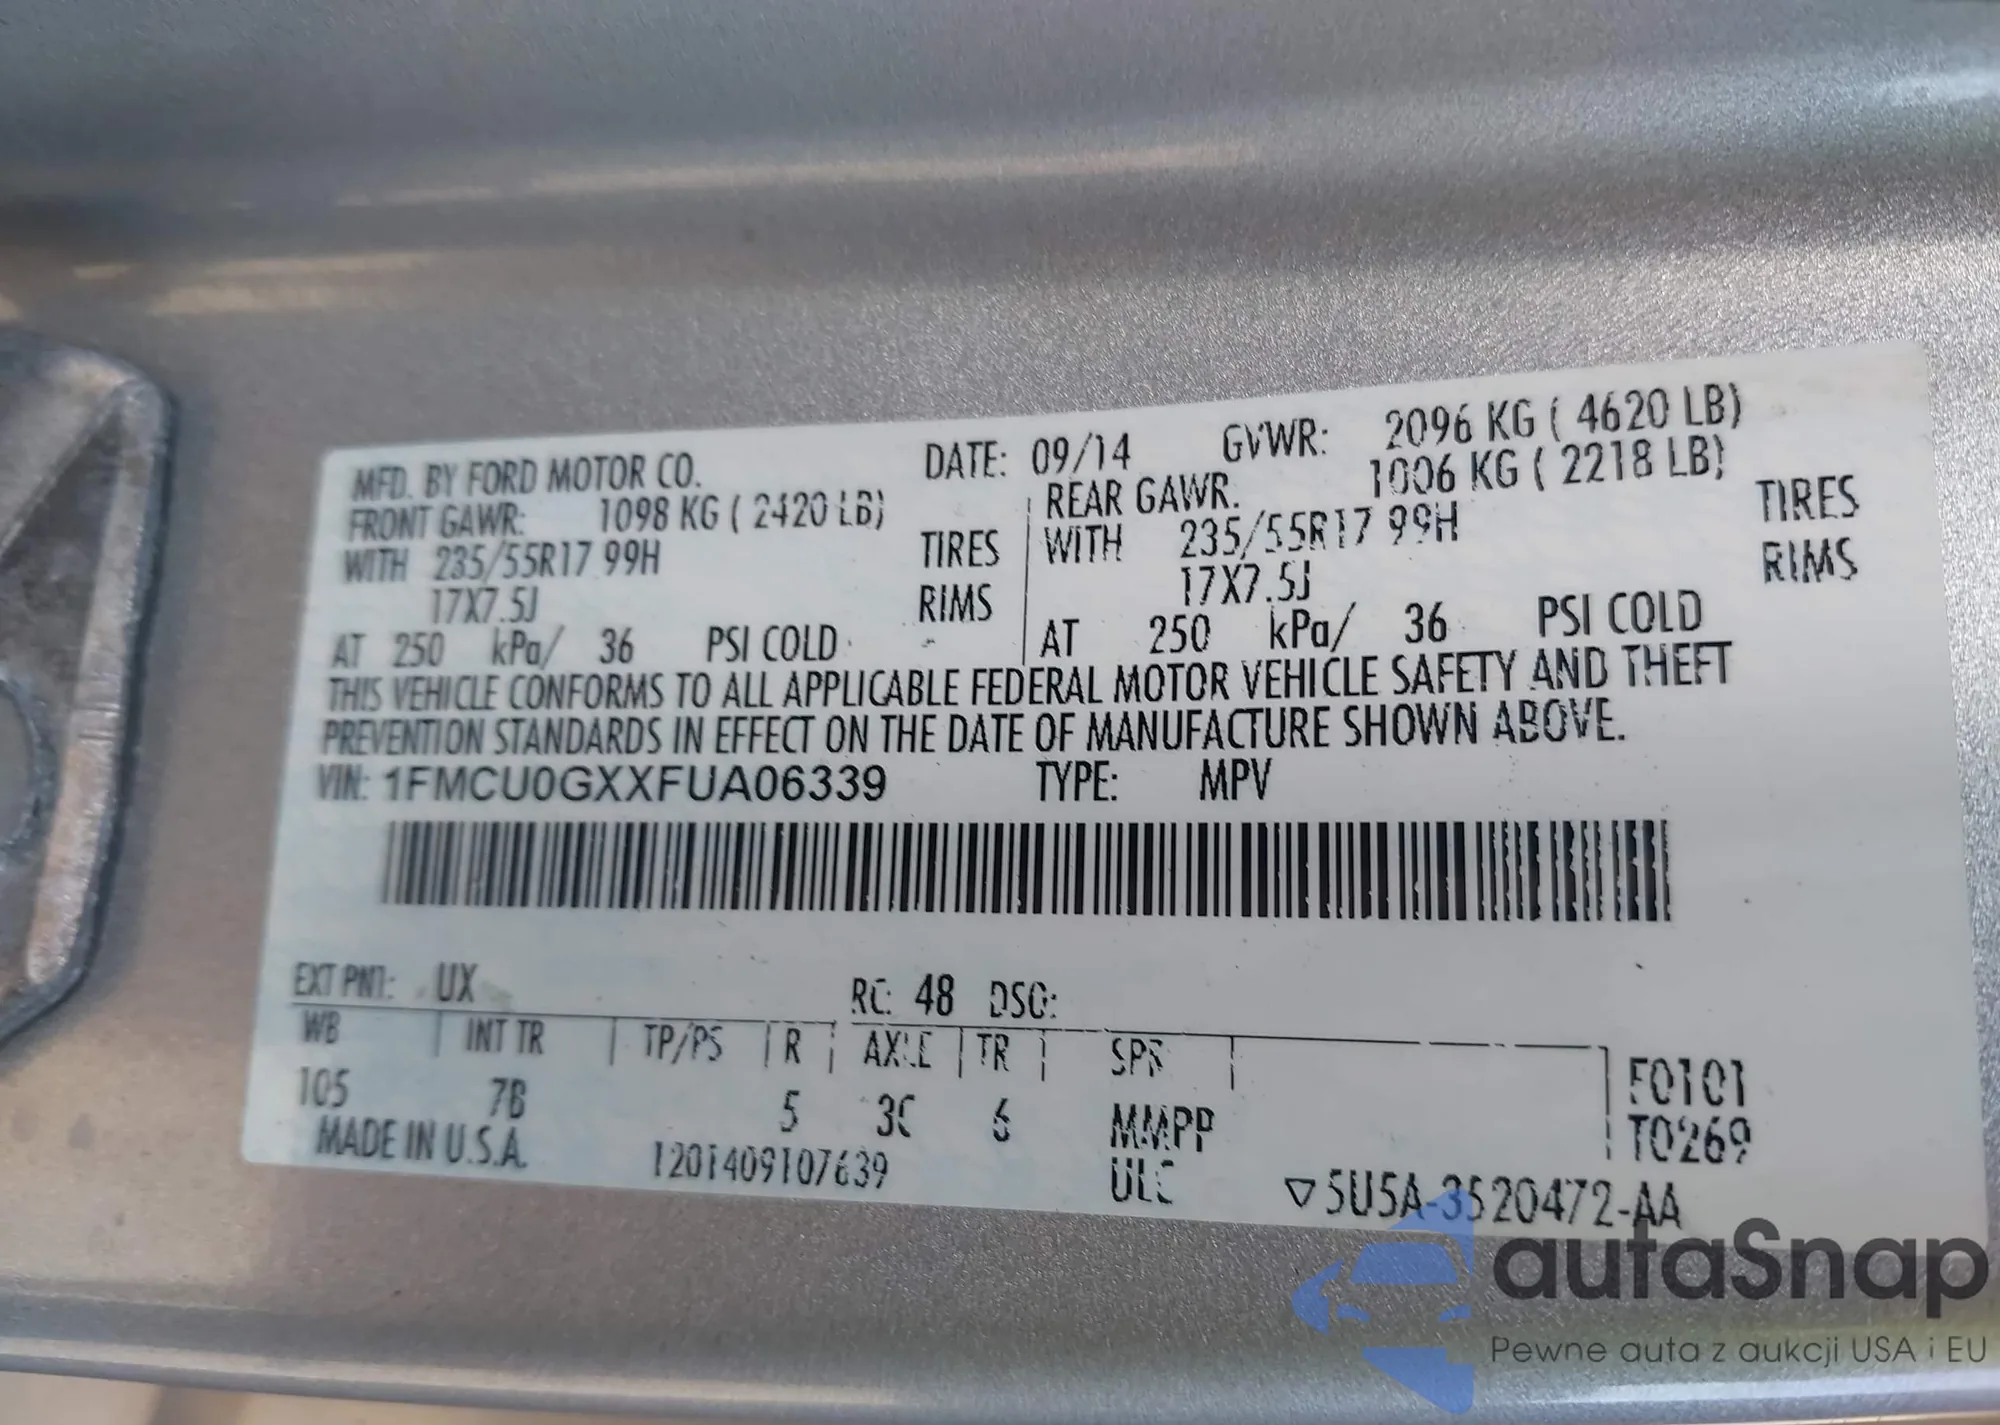 MFD. BY FORD MOTOR CO. DATE: 09/14 GVWR: 2096 KG ( 4620 LB)
FRONT GAWR: 1098 KG ( 2420 LB) REAR GAWR: 1006 KG ( 2218 LB)
WITH 235/55R17 99H TIRES WITH 235/55R17 99H TIRES
17X7.5J RIMS 17X7.5J RIMS
AT 250 kPa/ 36 PSI COLD AT 250 kPa/ 36 PSI COLD
THIS VEHICLE CONFORMS TO ALL APPLICABLE FEDERAL MOTOR VEHICLE SAFETY AND THEFT
PREVENTION STANDARDS IN EFFECT ON THE DATE OF MANUFACTURE SHOWN ABOVE.
VIN: 1FMCU0GXXFUA06339 TYPE: MPV
EXT PNT: UX RC: 48 DSO:
WB INT TR TP/PS R AXLE TR SPR
105 7B 5 3C 6 MMPP F0101
T0269
MADE IN U.S.A. 1201409107639 ULC ▽5U5A-3520472-AA
autaSnap
Pewne auta z aukcji USA i EU